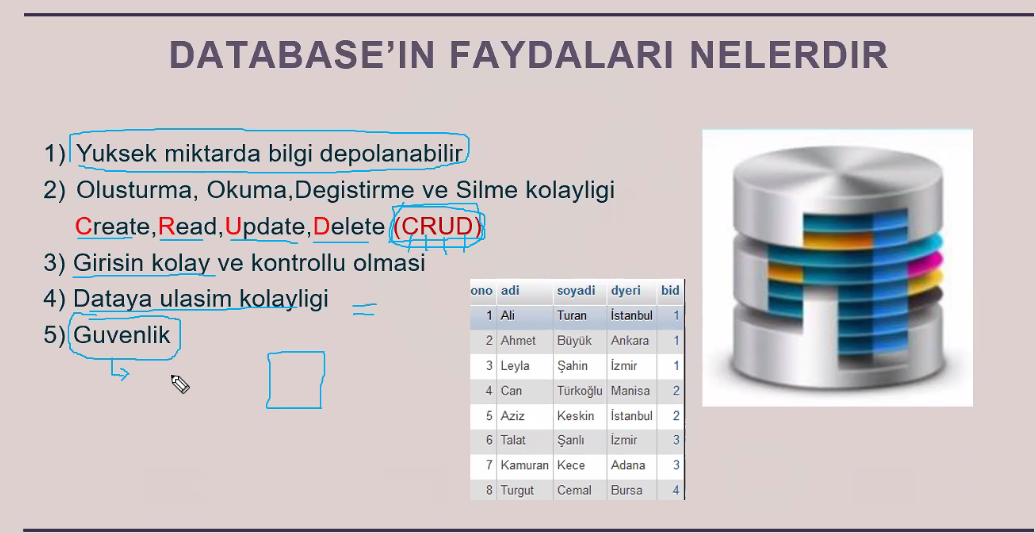 DATABASE’IN FAYDALARI NELERDIR
1) Yuksek miktarda bilgi depolanabilir
2) Olusturma, Okuma,Degistirme ve Silme kolayligi
Create,Read,Update,Delete (CRUD)
3) Girisin kolay ve kontrollu olmasi
4) Dataya ulasim kolayligi
5) Guvenlik
ono adi soyadi dyeri bid
1 Ali Turan İstanbul 1
2 Ahmet Büyük Ankara 1
3 Leyla Şahin İzmir 1
4 Can Türkoğlu Manisa 2
5 Aziz Keskin İstanbul 2
6 Talat Şanlı İzmir 3
7 Kamuran Kece Adana 3
8 Turgut Cemal Bursa 4